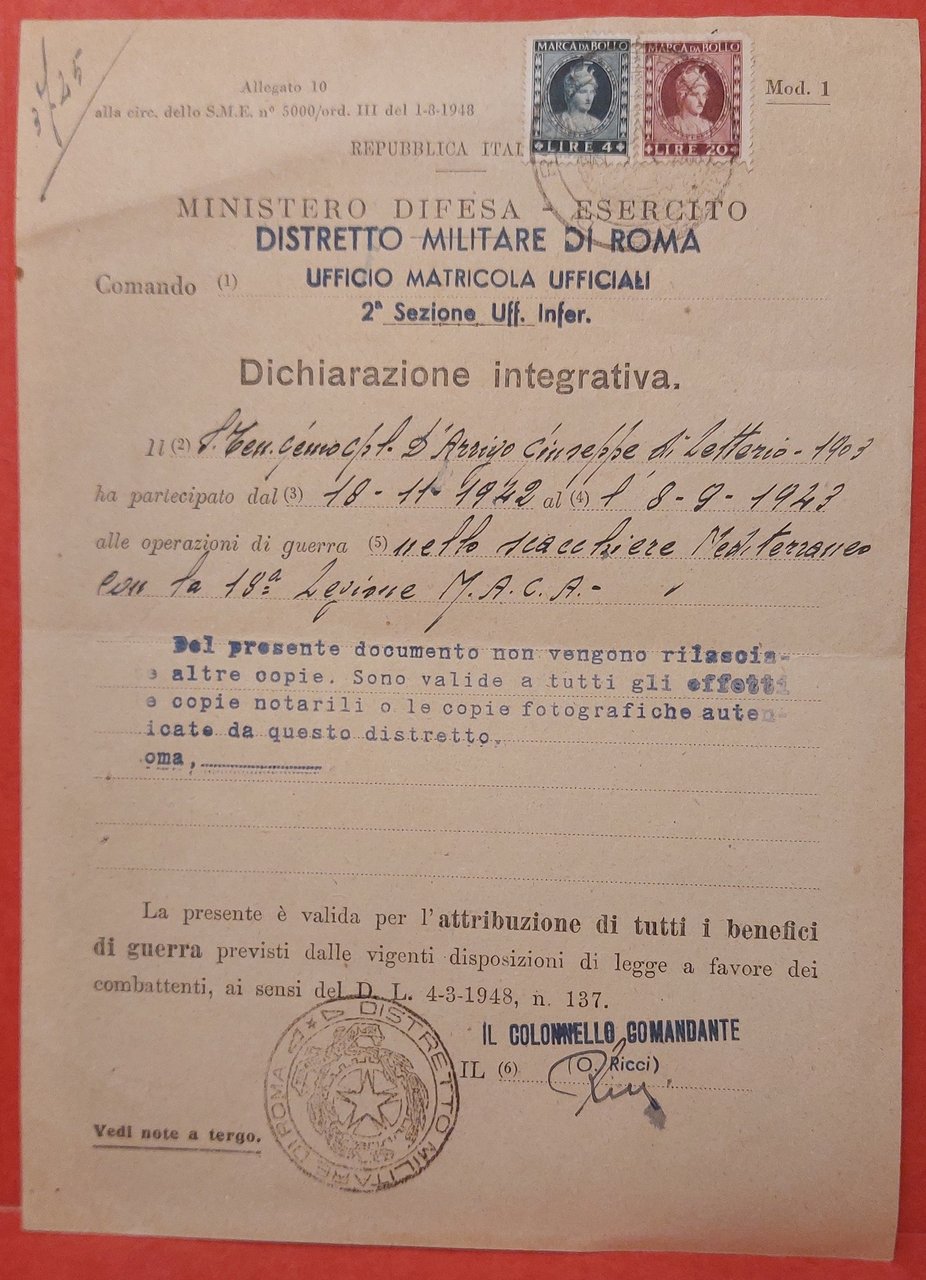 Allegato 10
alla circ. dello S.M.E. nº 5000/ord. III del 1-8-1948
MARCA DA BOLLO
LIRE 4
MARCA DA BOLLO
LIRE 20
Mod. 1
REPUBBLICA ITAL
MINISTERO DIFESA - ESERCITO
DISTRETTO MILITARE DI ROMA
Comando (1) UFFICIO MATRICOLA UFFICIALI
2ª Sezione Uff. Infer.
Dichiarazione integrativa.
Il (2) D'Arrigo Giuseppe di Letterio - 1903
ha partecipato dal (3) 18 - 11 - 1942 al (4) l' 8 - 9 - 1943
alle operazioni di guerra (5) nello scacchiere Mediterraneo
con la 18ª Legione M.A.C.A. -
Del presente documento non vengono rilascia-
e altre copie. Sono valide a tutti gli effetti
e copie notarili o le copie fotografiche auten-
icate da questo distretto.
oma,
La presente è valida per l'attribuzione di tutti i benefici
di guerra previsti dalle vigenti disposizioni di legge a favore dei
combattenti, ai sensi del D. L. 4-3-1948, n. 137.
IL COLONNELLO COMANDANTE
IL (6) (O. Ricci)
DISTRETTO MILITARE DI ROMA
Vedi note a tergo.